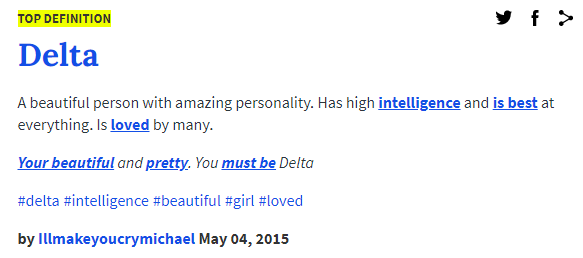 TOP DEFINITION
Delta
A beautiful person with amazing personality. Has high intelligence and is best at
everything. Is loved by many.
Your beautiful and pretty. You must be Delta
#delta #intelligence #beautiful #girl #loved
by Illmakeyoucrymichael May 04, 2015